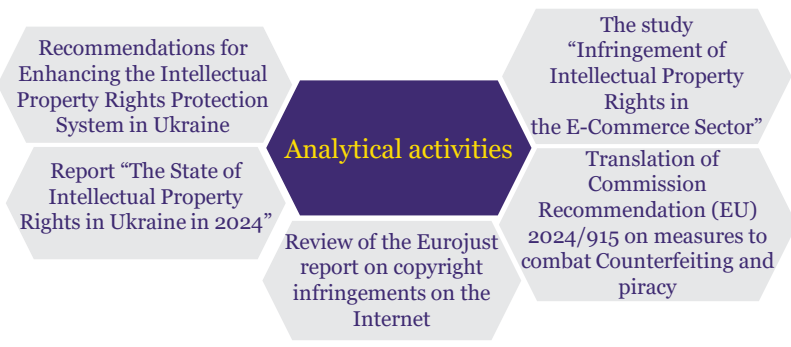 Recommendations for
Enhancing the Intellectual
Property Rights Protection
System in Ukraine
Report “The State of
Intellectual Property
Rights in Ukraine in 2024”
Analytical activities
Review of the Eurojust
report on copyright
infringements on the
Internet
The study
“Infringement of
Intellectual Property
Rights in
the E-Commerce Sector”
Translation of
Commission
Recommendation (EU)
2024/915 on measures to
combat Counterfeiting and
piracy